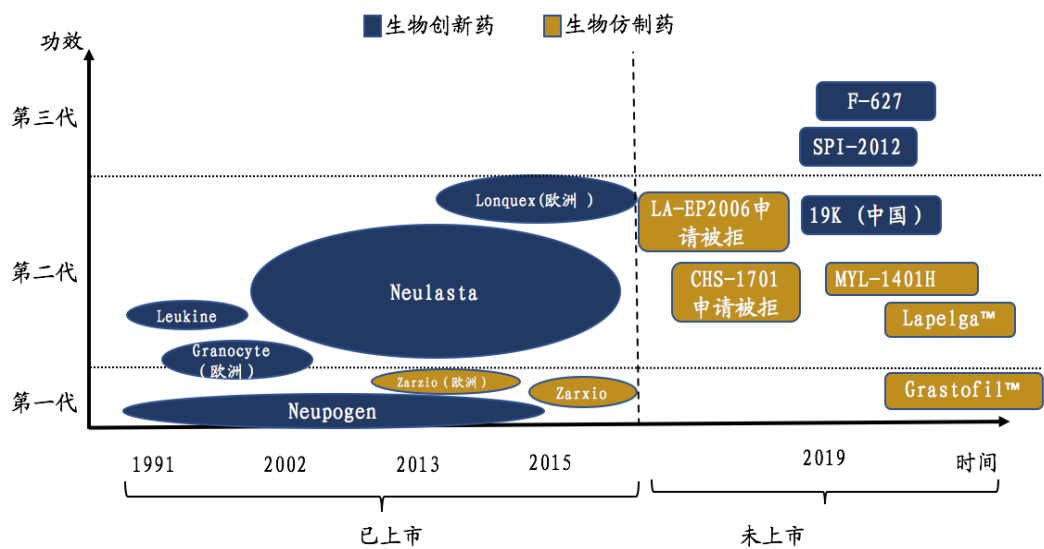 生物创新药
生物仿制药
功效
第三代
F-627
SPI-2012
Lonquex(欧洲 )
LA-EP2006申
请被拒
19K (中国 )
第二代
Neulasta
CHS-1701
申请被拒
MYL-1401H
Leukine
Lapelga™
Granocyte
(欧洲 )
第一代
Zarzio(欧洲 )
Zarxio
Grastofil™
Neupogen
1991
2002
2013
2015
2019
时间
已上市
未上市